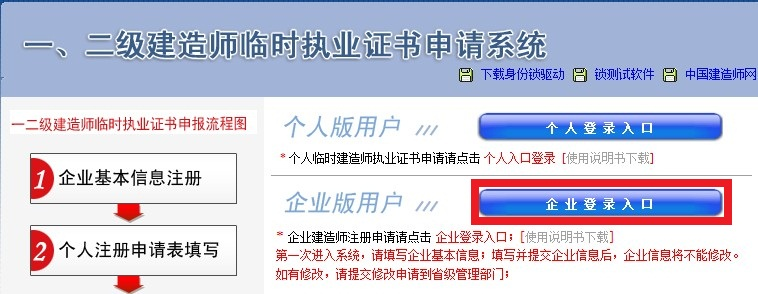 一、二级建造师临时执业证书申请系统
下载身份锁驱动 锁测试软件 中国建造师网
一二级建造师临时执业证书申报流程图
1 企业基本信息注册
2 个人注册申请表填写
个人版用户 ///
个人登录入口
*个人临时建造师执业证书申请请点击 个人入口登录 [使用说明书下载]
企业版用户 ///
企业登录入口
* 企业建造师注册申请请点击 企业登录入口；[使用说明书下载]
第一次进入系统，请填写企业基本信息；填写并提交企业信息后，企业信息将不能修改。
如有修改，请提交修改申请到省级管理部门；